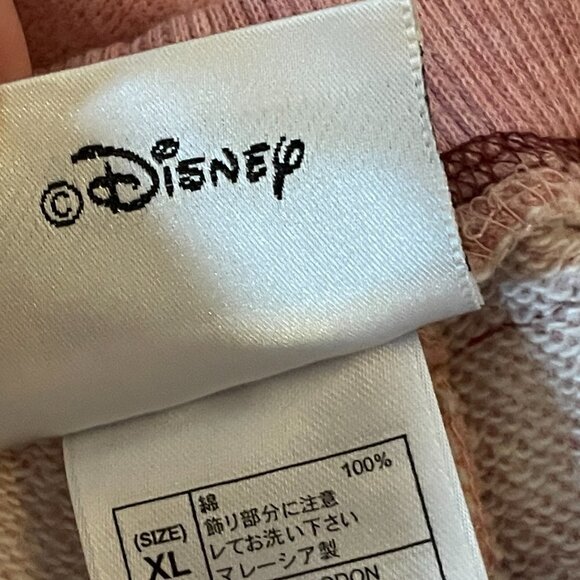 © Disney
(SIZE)
XL
綿 100%
飾リ部分に注意
してお洗い下さい
マレーシア製